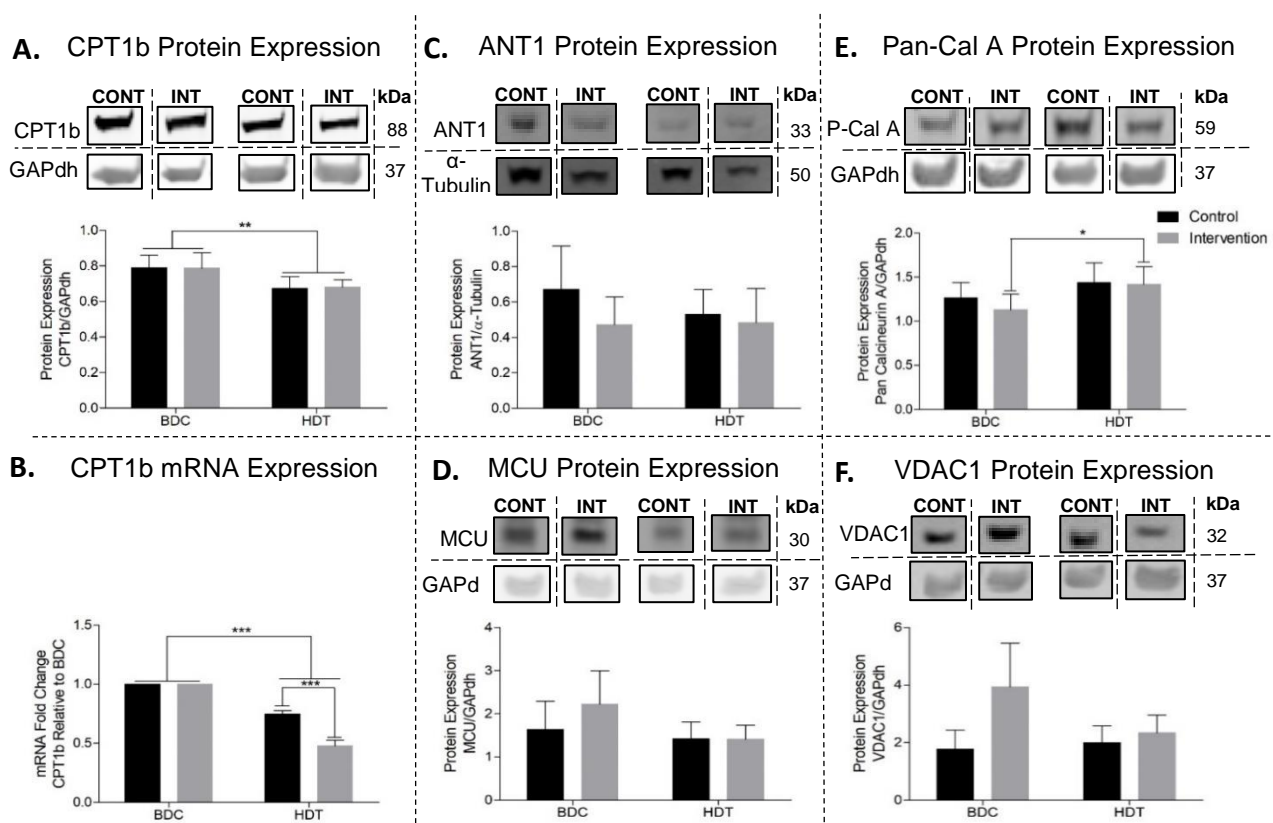 A. CPT1b Protein Expression
CONT INT CONT INT kDa
CPT1b 88
GAPdh 37
Protein Expression
CPT1b/GAPdh
1.0
0.8
0.6
0.4
0.2
0.0
**
BDC HDT
C. ANT1 Protein Expression
CONT INT CONT INT kDa
ANT1 33
α-
Tubulin 50
Protein Expression
ANT1/α-Tubulin
1.0
0.8
0.6
0.4
0.2
0.0
BDC HDT
E. Pan-Cal A Protein Expression
CONT INT CONT INT kDa
P-Cal A 59
GAPdh 37
Control
Intervention
Protein Expression
Pan Calcineurin A/GAPdh
2.0
1.5
1.0
0.5
0.0
*
BDC HDT
B. CPT1b mRNA Expression
mRNA Fold Change
CPT1b Relative to BDC
1.5
1.0
0.5
0.0
***
***
BDC HDT
D. MCU Protein Expression
CONT INT CONT INT kDa
MCU 30
GAPd 37
Protein Expression
MCU/GAPdh
4
3
2
1
0
BDC HDT
F. VDAC1 Protein Expression
CONT INT CONT INT kDa
VDAC1 32
GAPd 37
Protein Expression
VDAC1/GAPdh
6
4
2
0
BDC HDT